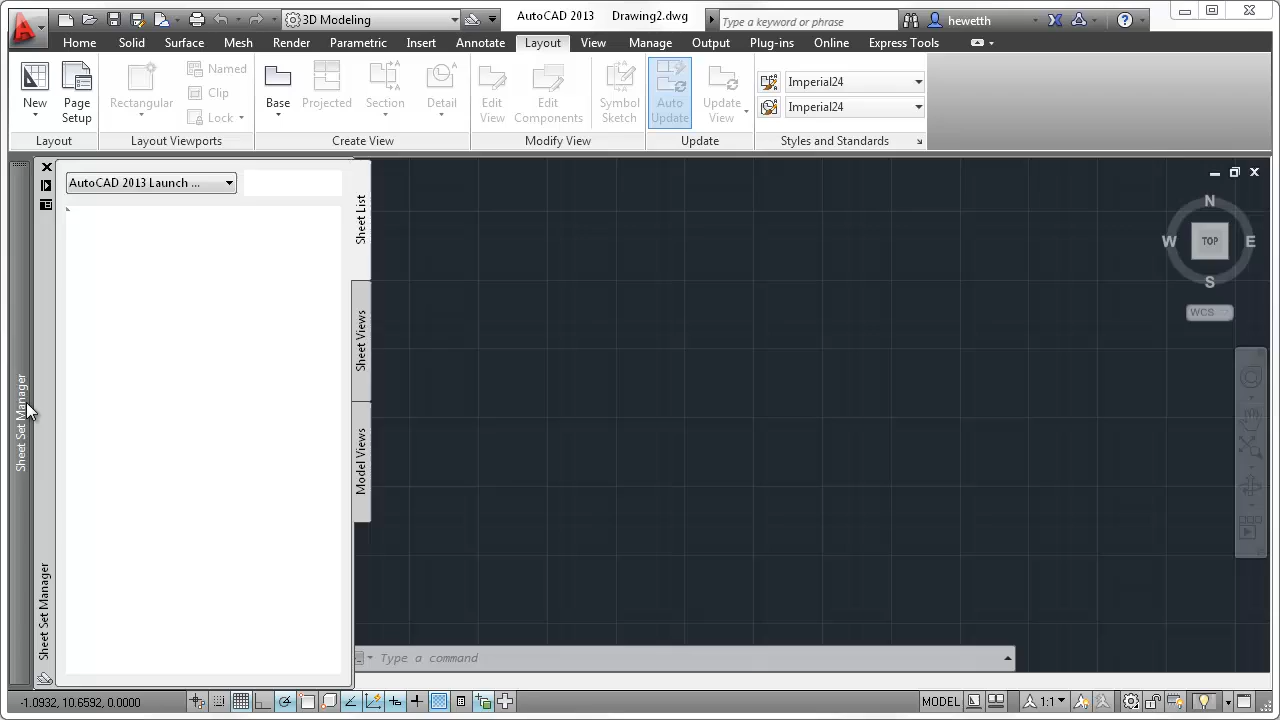 3D Modeling
AutoCAD 2013 Drawing2.dwg
Type a keyword or phrase
hewetth
Home Solid Surface Mesh Render Parametric Insert Annotate Layout View Manage Output Plug-ins Online Express Tools
New
Page Setup
Layout
Rectangular
Named
Clip
Lock
Layout Viewports
Base
Projected
Section
Detail
Create View
Edit View
Edit Components
Symbol Sketch
Modify View
Auto Update
Update View
Update
Imperial24
Imperial24
Styles and Standards
Sheet Set Manager
Sheet Set Manager
AutoCAD 2013 Launch ...
Sheet List
Sheet Views
Model Views
N
W
TOP
E
S
WCS
Type a command
-1.0932, 10.6592, 0.0000
MODEL
1:1